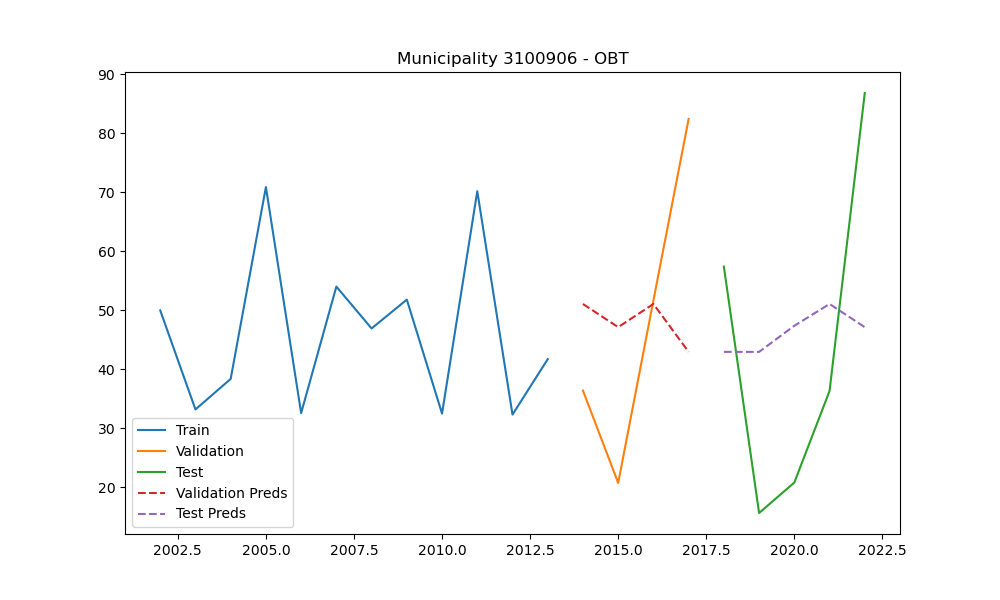 Municipality 3100906 - OBT
90
80
70
60
50
40
30
20
Train
Validation
Test
Validation Preds
Test Preds
2002.5 2005.0 2007.5 2010.0 2012.5 2015.0 2017.5 2020.0 2022.5